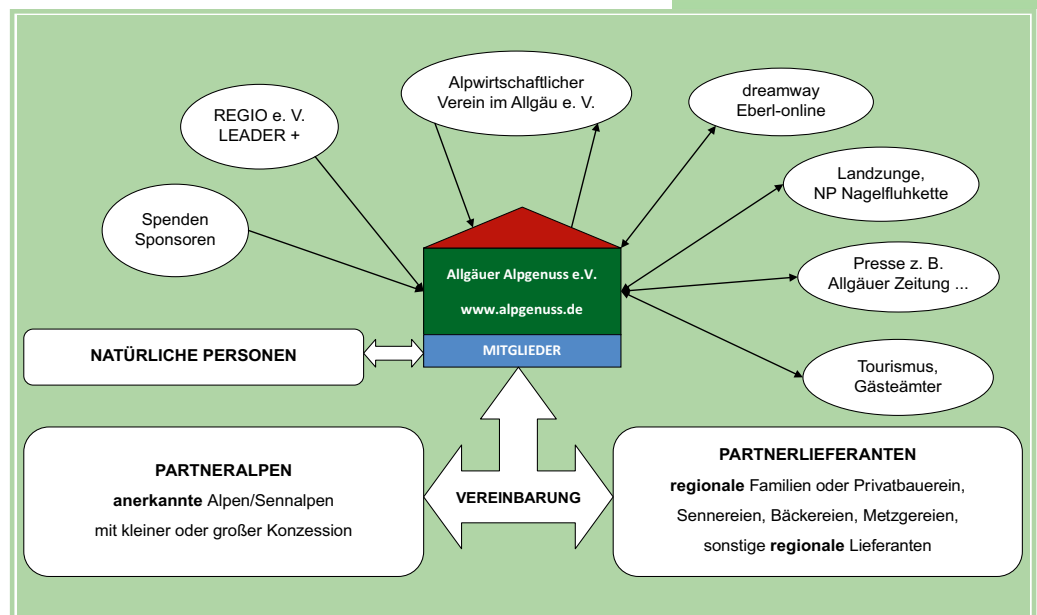 Alpwirtschaftlicher
Verein im Allgäu e. V.
dreamway
Eberl-online
REGIO e. V.
LEADER +
Landzunge,
NP Nagelfluhkette
Spenden
Sponsoren
Presse z. B.
Allgäuer Zeitung ...
Allgäuer Alpgenuss e.V.
www.alpgenuss.de
MITGLIEDER
NATÜRLICHE PERSONEN
Tourismus,
Gästeämter
PARTNERALPEN
anerkannte Alpen/Sennalpen
mit kleiner oder großer Konzession
VEREINBARUNG
PARTNERLIEFERANTEN
regionale Familien oder Privatbauerein,
Sennereien, Bäckereien, Metzgereien,
sonstige regionale Lieferanten